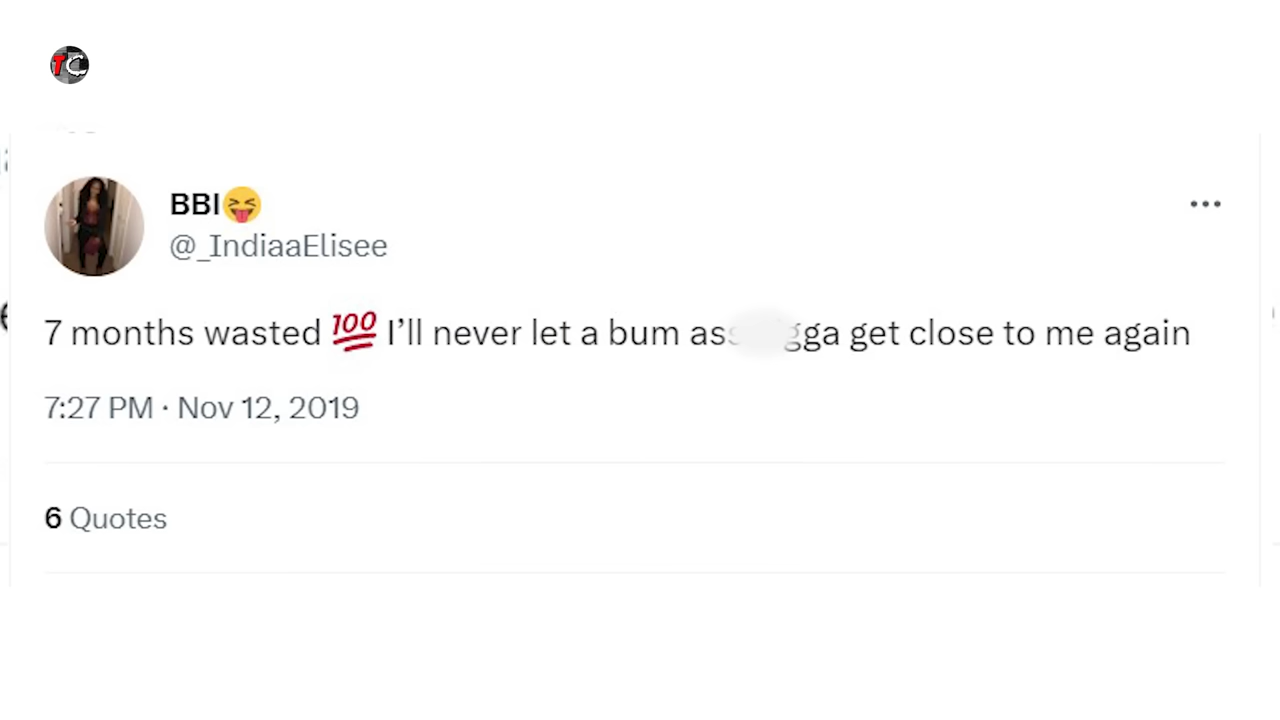 TC
BBI😝
@_IndiaaElisee
7 months wasted 💯 I’ll never let a bum ass gga get close to me again
7:27 PM · Nov 12, 2019
6 Quotes